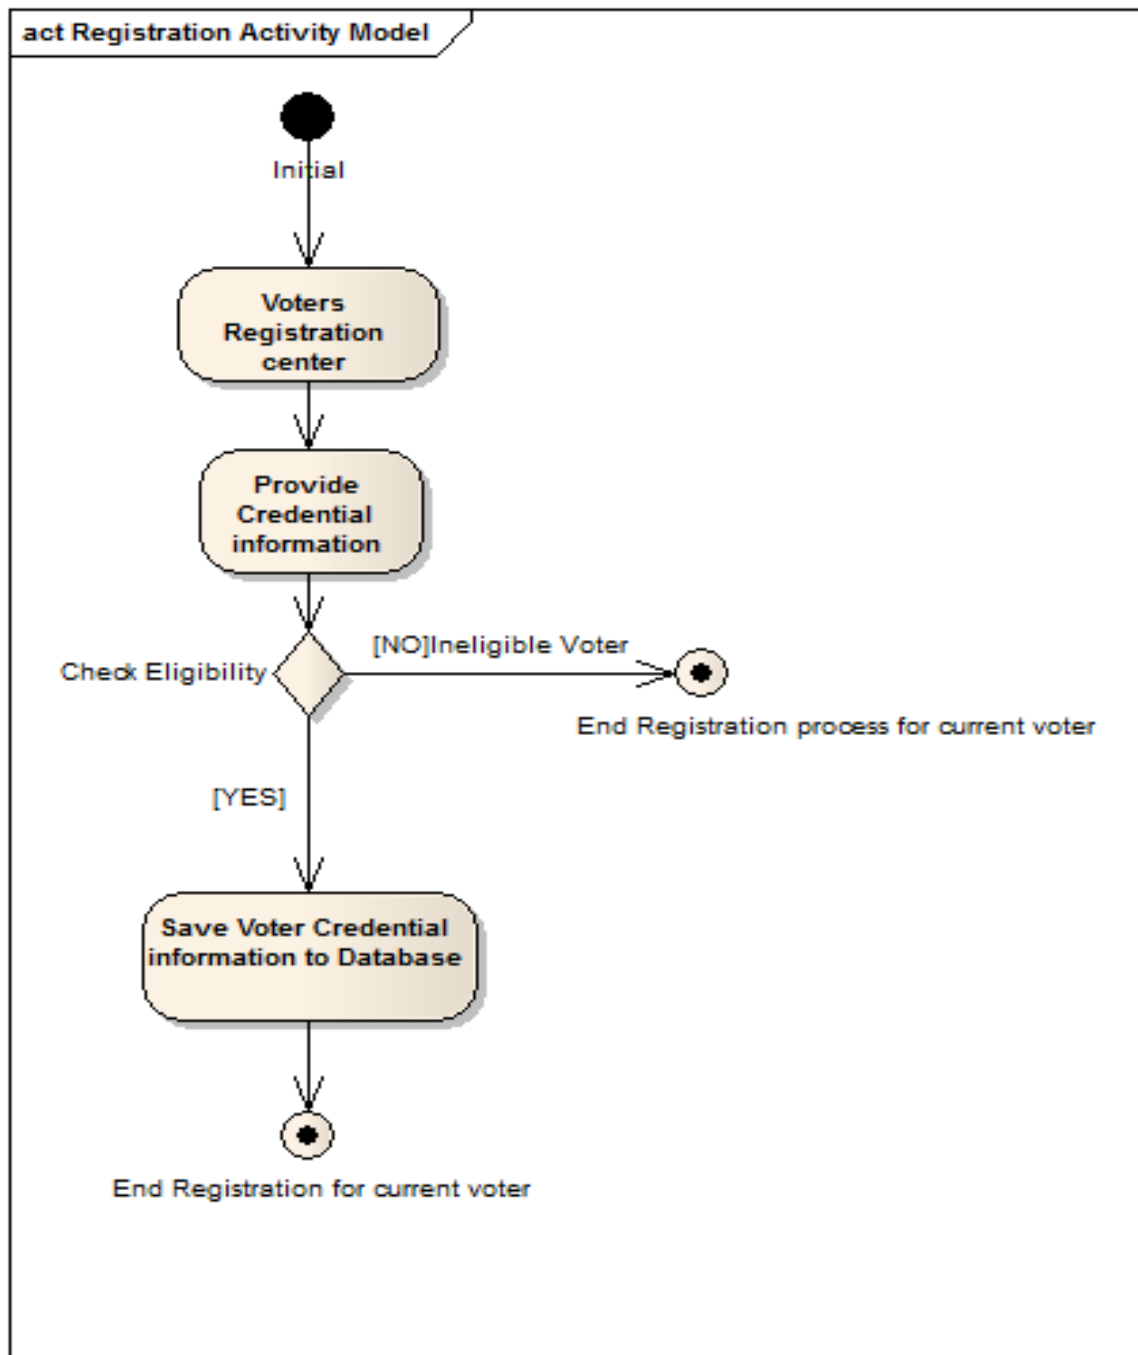 act Registration Activity Model
Initial
Voters
Registration
center
Provide
Credential
information
[NO]Ineligible Voter
Check Eligibility
End Registration process for current voter
[YES]
Save Voter Credential
information to Database
End Registration for current voter